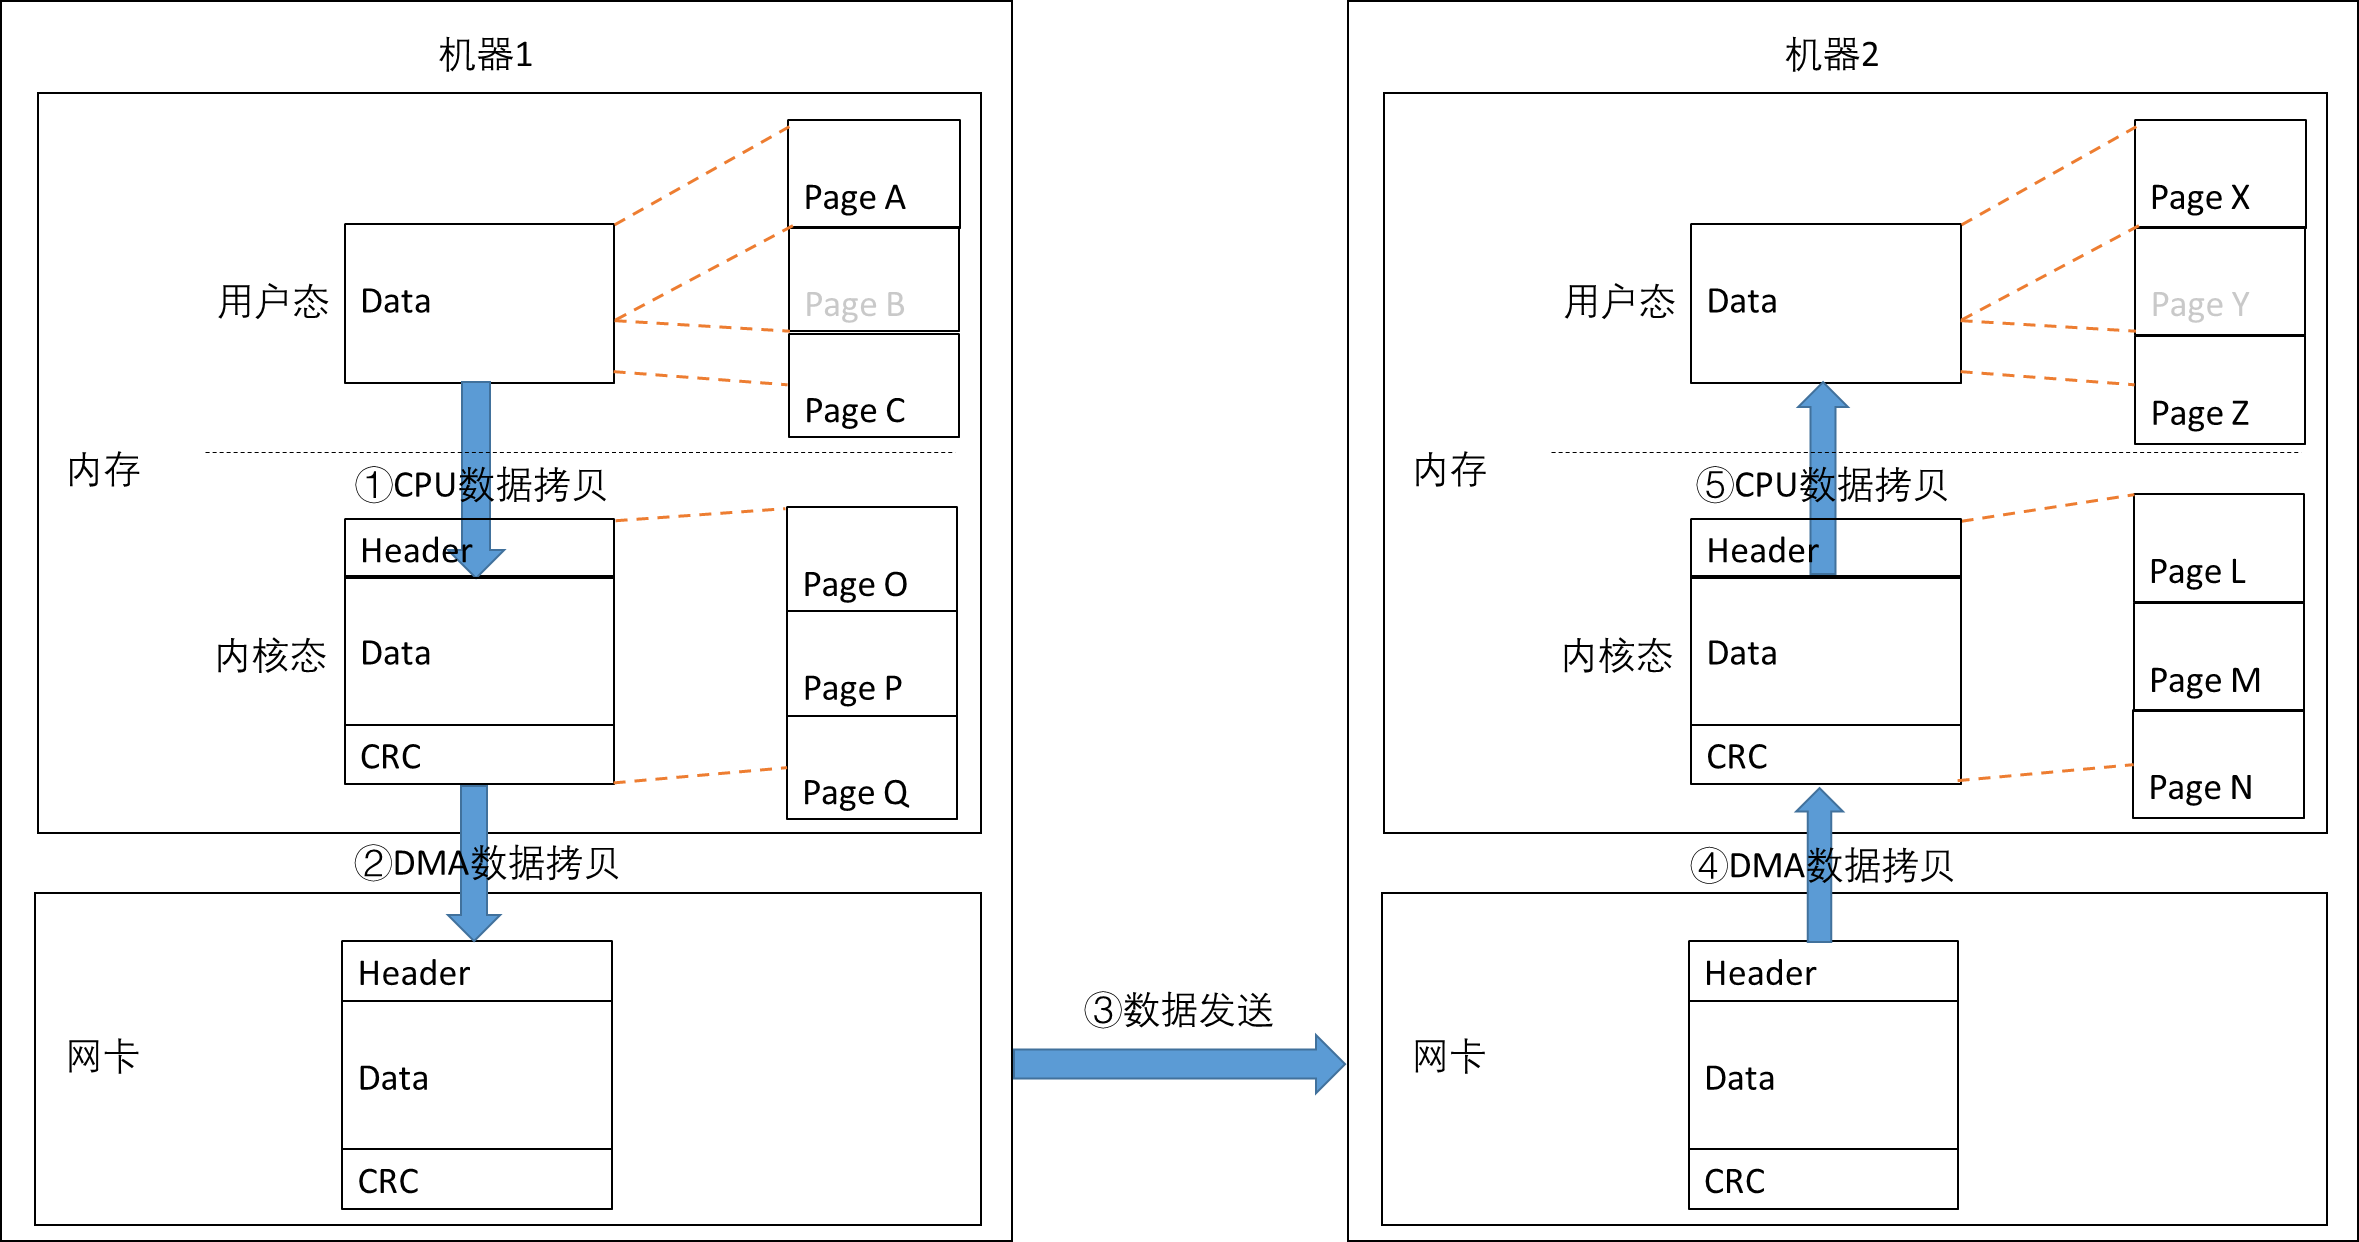 机器1
Page A
用户态
Data
Page B
Page C
内存
①CPU数据拷贝
Header
Page O
内核态
Data
Page P
CRC
Page Q
②DMA数据拷贝
Header
网卡
Data
CRC
③数据发送
机器2
Page X
用户态
Data
Page Y
Page Z
内存
⑤CPU数据拷贝
Header
Page L
内核态
Data
Page M
CRC
Page N
④DMA数据拷贝
Header
网卡
Data
CRC